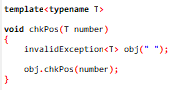 template<typename T>
void chkPos(T number)
{
invalidException<T> obj(" ");
obj.chkPos(number);
}